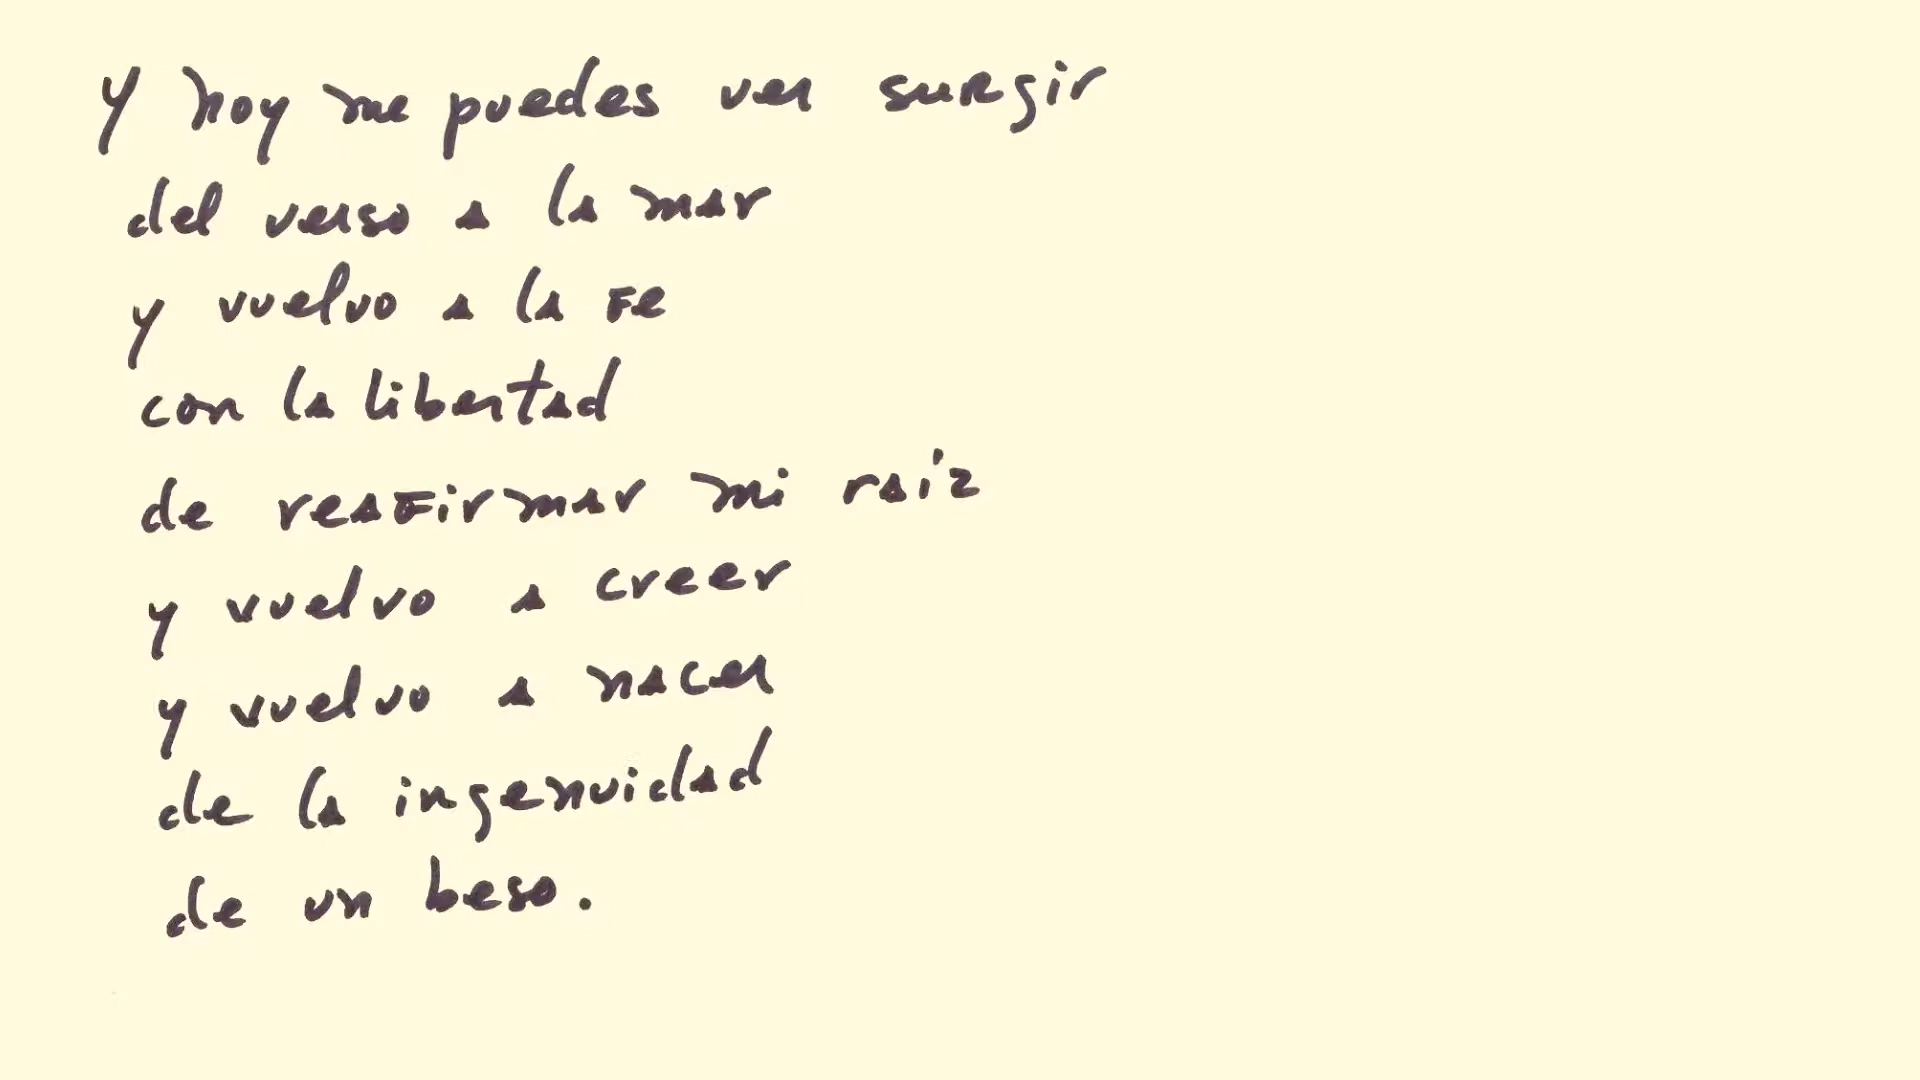 Y hoy me puedes ver surgir
del verso a la mar
y vuelvo a la fe
con la libertad
de reafirmar mi raíz
y vuelvo a creer
y vuelvo a nacer
de la ingenuidad
de un beso.